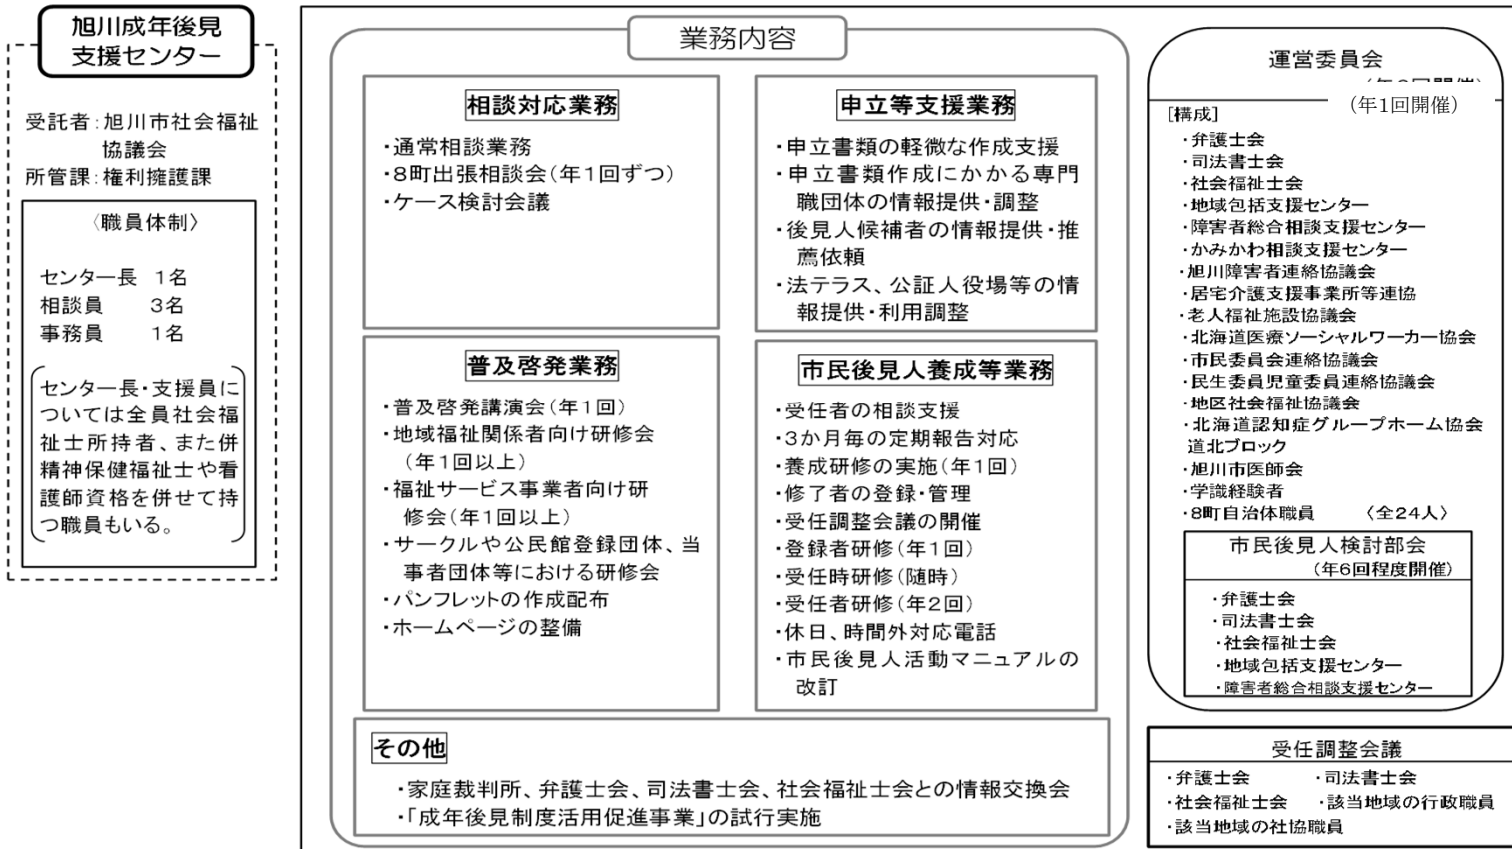 旭川成年後見
支援センター
受託者:旭川市社会福祉
協議会
所管課:権利擁護課
〈職員体制〉
センター長 1名
相談員 3名
事務員 1名
センター長・支援員に
ついては全員社会福
祉士所持者、また併
精神保健福祉士や看
護師資格を併せて持
つ職員もいる。
業務内容
相談対応業務
・通常相談業務
・8町出張相談会(年1回ずつ)
・ケース検討会議
申立等支援業務
・申立書類の軽微な作成支援
・申立書類作成にかかる専門
職団体の情報提供・調整
・後見人候補者の情報提供・推
薦依頼
・法テラス、公証人役場等の情
報提供・利用調整
普及啓発業務
・普及啓発講演会(年1回)
・地域福祉関係者向け研修会
(年1回以上)
・福祉サービス事業者向け研
修会(年1回以上)
・サークルや公民館登録団体、当
事者団体等における研修会
・パンフレットの作成配布
・ホームページの整備
市民後見人養成等業務
・受任者の相談支援
・3か月毎の定期報告対応
・養成研修の実施(年1回)
・修了者の登録・管理
・受任調整会議の開催
・登録者研修(年1回)
・受任時研修(随時)
・受任者研修(年2回)
・休日、時間外対応電話
・市民後見人活動マニュアルの
改訂
その他
・家庭裁判所、弁護士会、司法書士会、社会福祉士会との情報交換会
・「成年後見制度活用促進事業」の試行実施
運営委員会
(年1回開催)
[構成]
・弁護士会
・司法書士会
・社会福祉士会
・地域包括支援センター
・障害者総合相談支援センター
・かみかわ相談支援センター
・旭川障害者連絡協議会
・居宅介護支援事業所等連協
・老人福祉施設協議会
・北海道医療ソーシャルワーカー協会
・市民委員会連絡協議会
・民生委員児童委員連絡協議会
・地区社会福祉協議会
・北海道認知症グループホーム協会
道北ブロック
・旭川市医師会
・学識経験者
・8町自治体職員 〈全24人〉
市民後見人検討部会
(年6回程度開催)
・弁護士会
・司法書士会
・社会福祉士会
・地域包括支援センター
・障害者総合相談支援センター
受任調整会議
・弁護士会 ・司法書士会
・社会福祉士会 ・該当地域の行政職員
・該当地域の社協職員